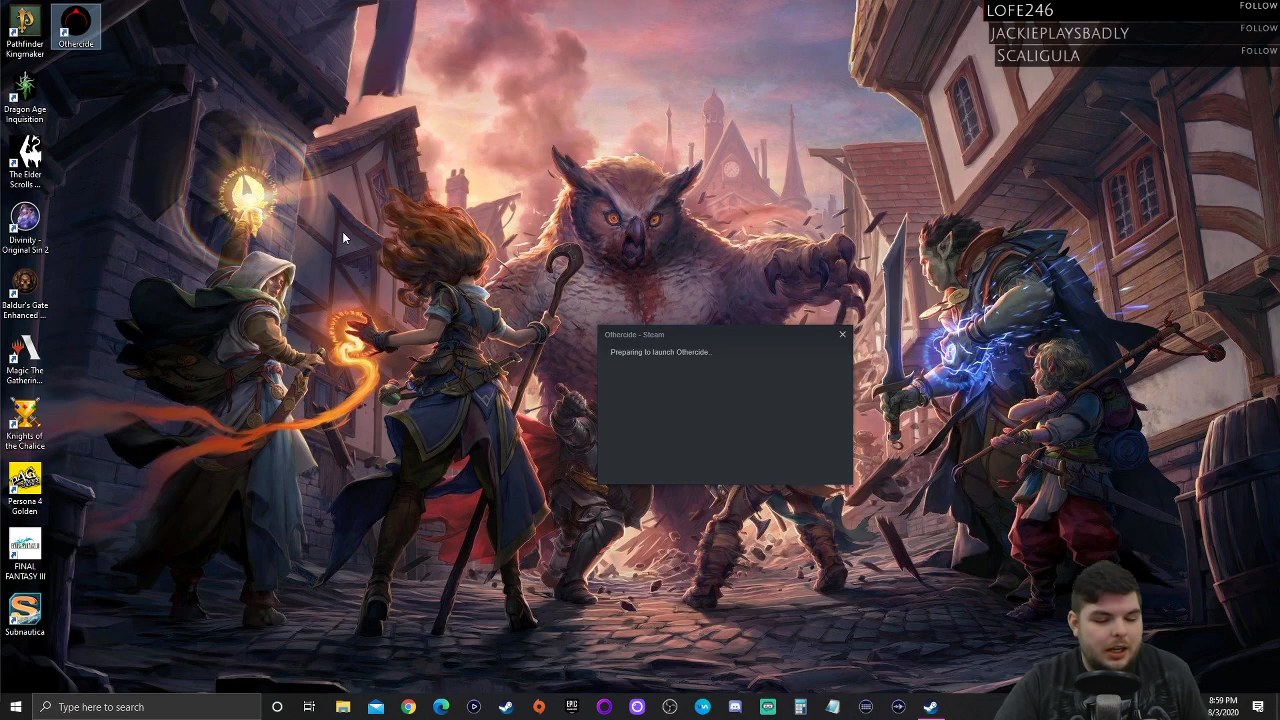 Pathfinder
Kingmaker
Othercide
Dragon Age
Inquisition
The Elder
Scrolls ...
Divinity -
Original Sin 2
Baldur's Gate
Enhanced ...
Magic The
Gatherin...
Knights of
the Chalice
Persona 4
Golden
FINAL
FANTASY III
Subnautica
LOFE246 FOLLOW
JACKIEPLAYSBADLY FOLLOW
SCALIGULA FOLLOW
Othercide - Steam
Preparing to launch Othercide..
Type here to search
EPIC
8:59 PM
8/3/2020